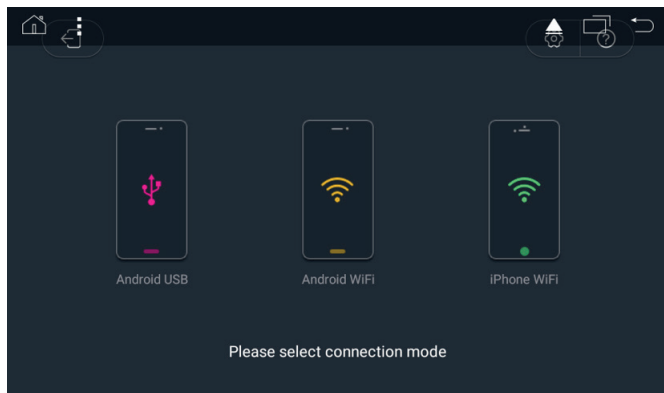 Android USB
Android WiFi
iPhone WiFi
Please select connection mode